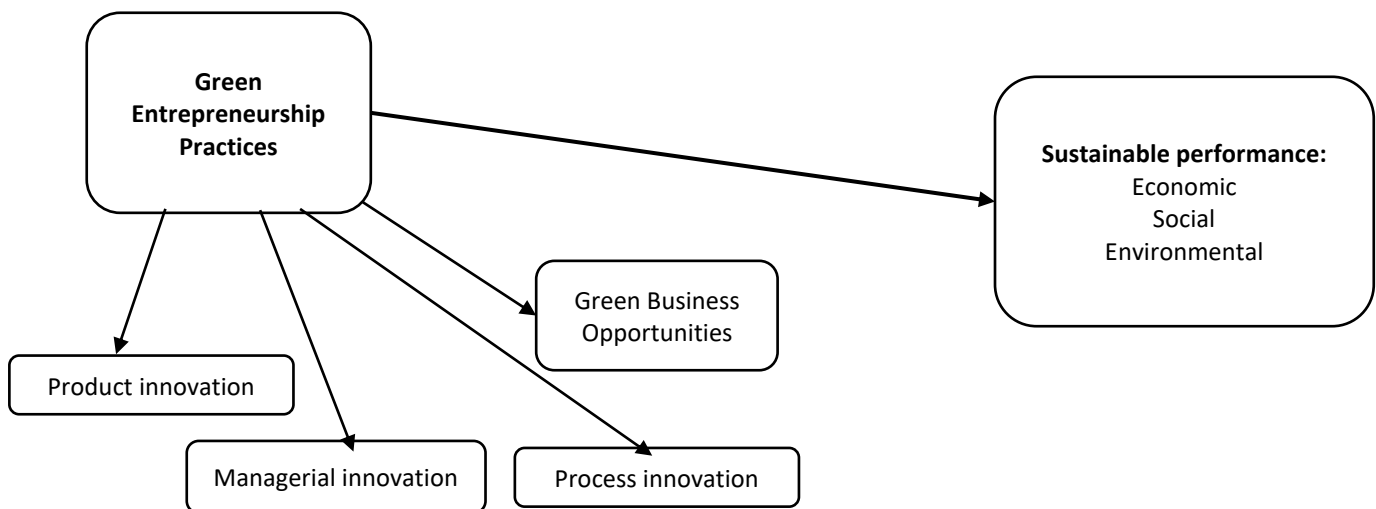 Green
Entrepreneurship
Practices
Sustainable performance:
Economic
Social
Environmental
Green Business
Opportunities
Product innovation
Managerial innovation
Process innovation